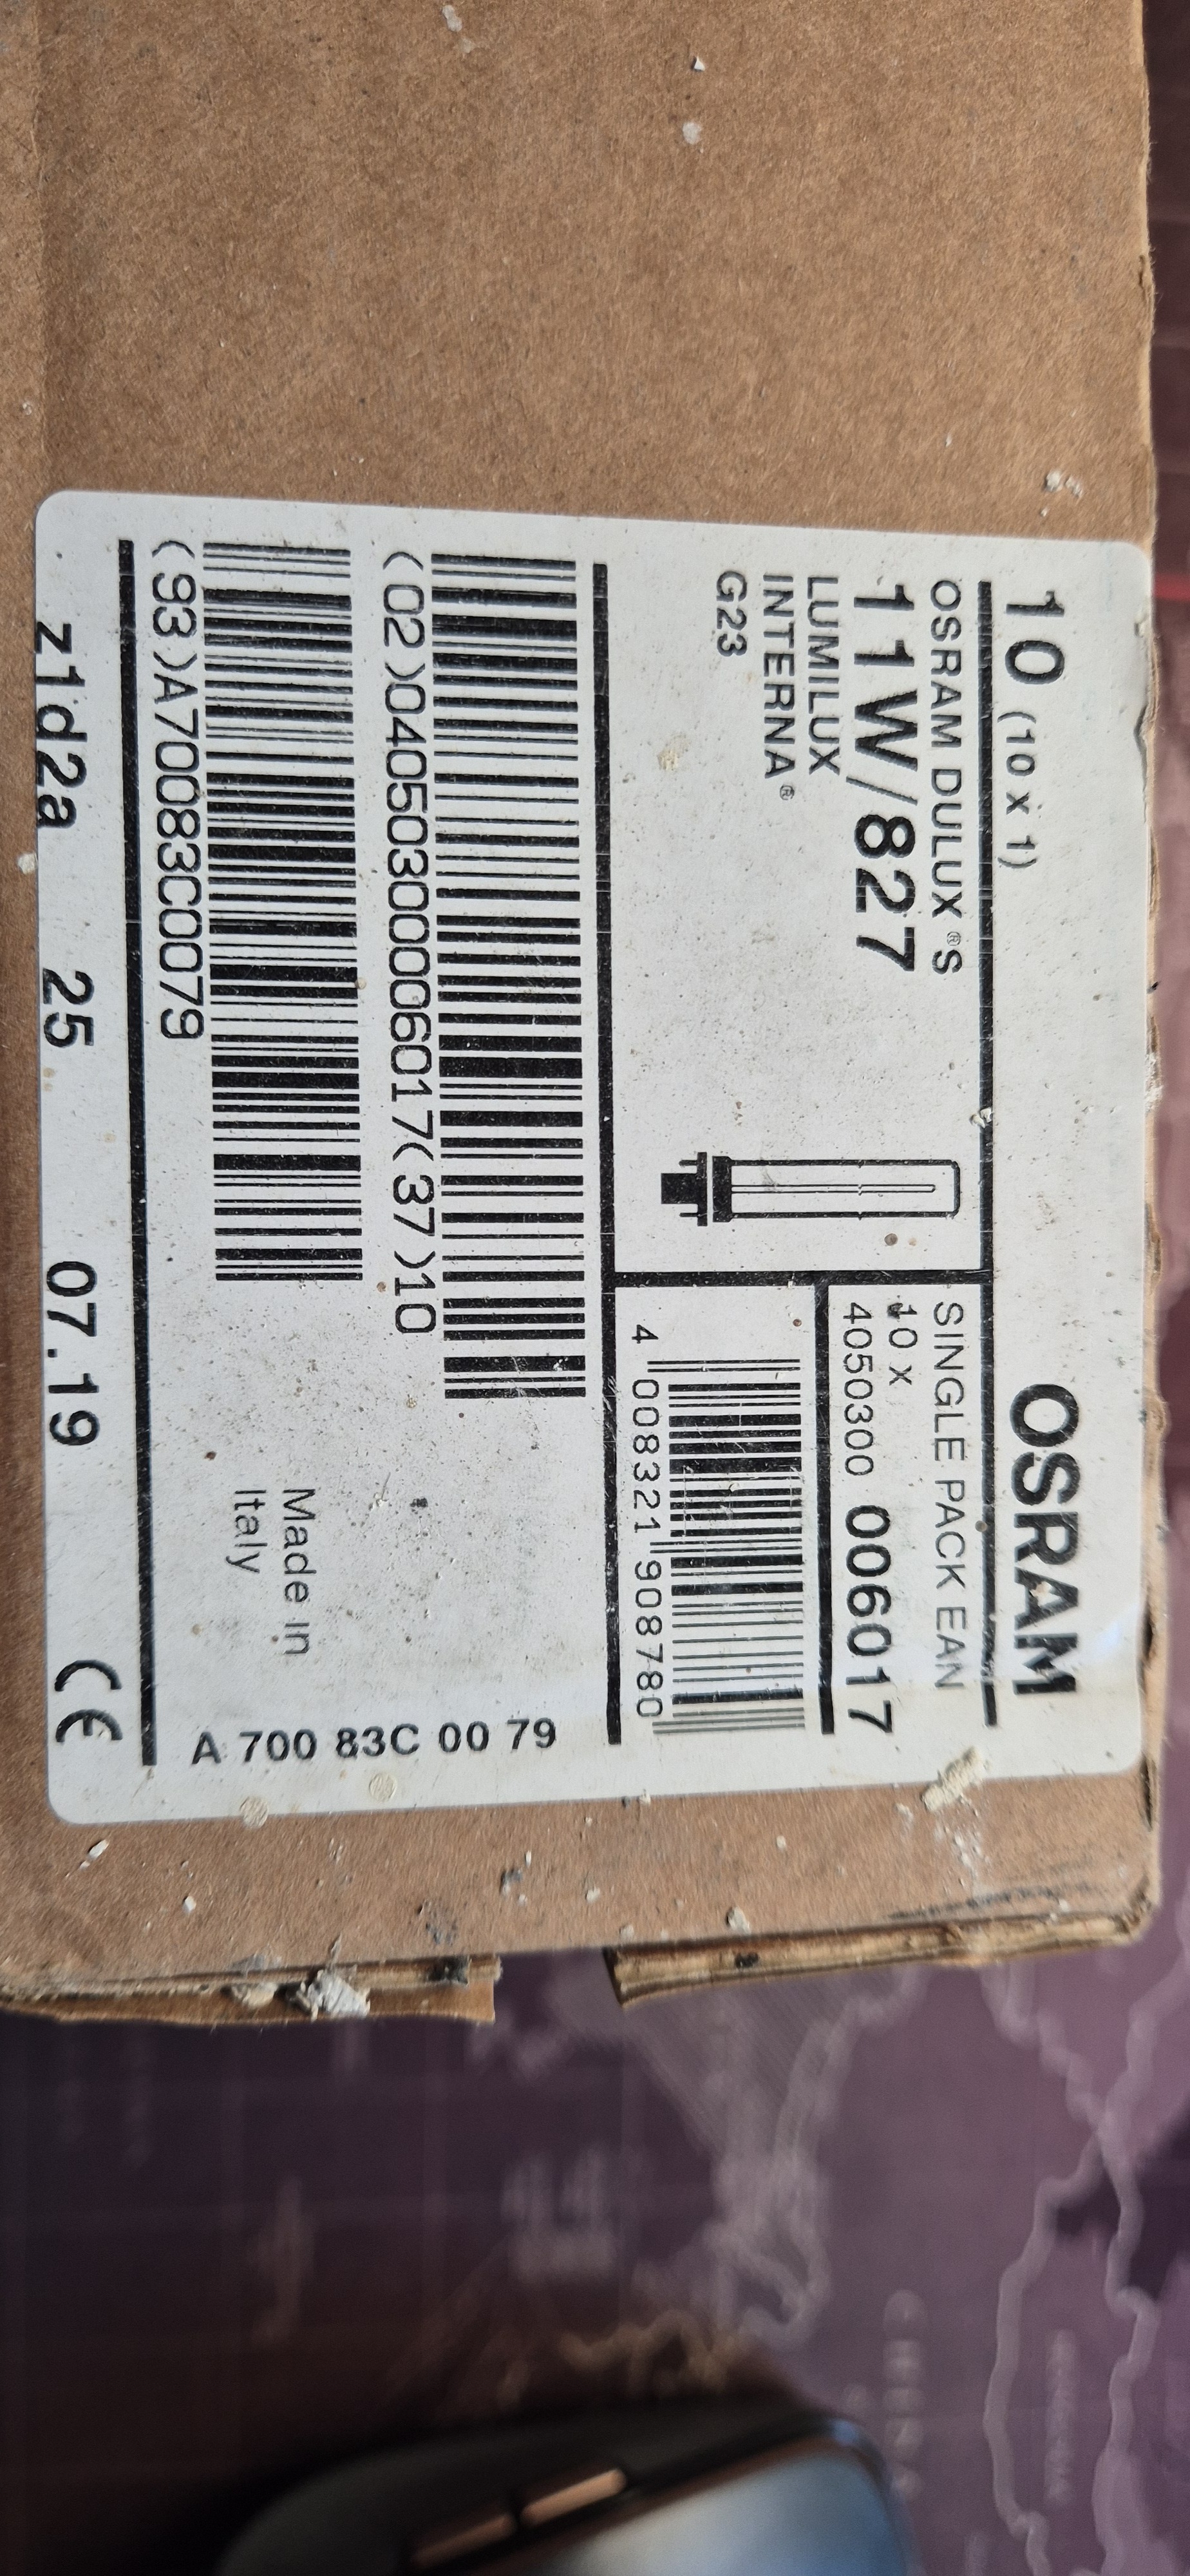 10 (10 x 1) OSRAM
OSRAM DULUX® S
11W/827
LUMILUX
INTERNA®
G23
SINGLE PACK EAN
10 x
4050300 006017
4 008321 908780
(02)04050300006017(37)10
(93)A70083C0079
Made in
Italy
A 700 83C 00 79
z1d2a 25 07.19 CE